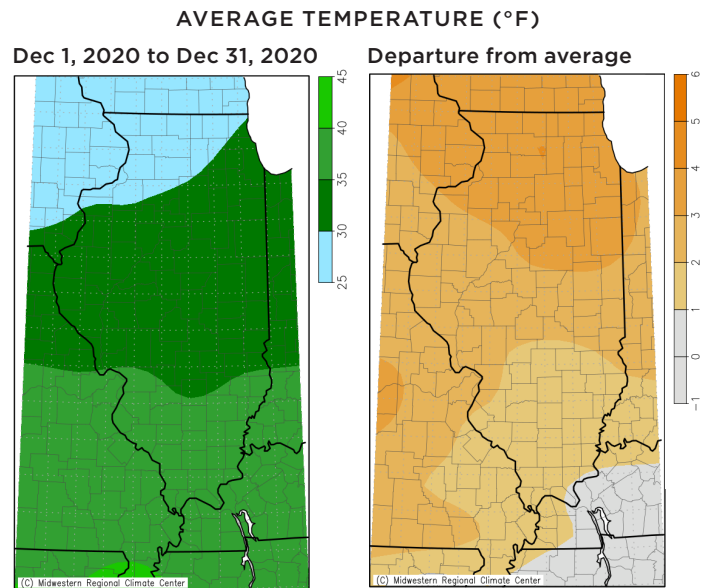 AVERAGE TEMPERATURE (°F)
Dec 1, 2020 to Dec 31, 2020
45
40
35
30
25
(C) Midwestern Regional Climate Center
Departure from average
6
5
4
3
2
1
0
−1
(C) Midwestern Regional Climate Center